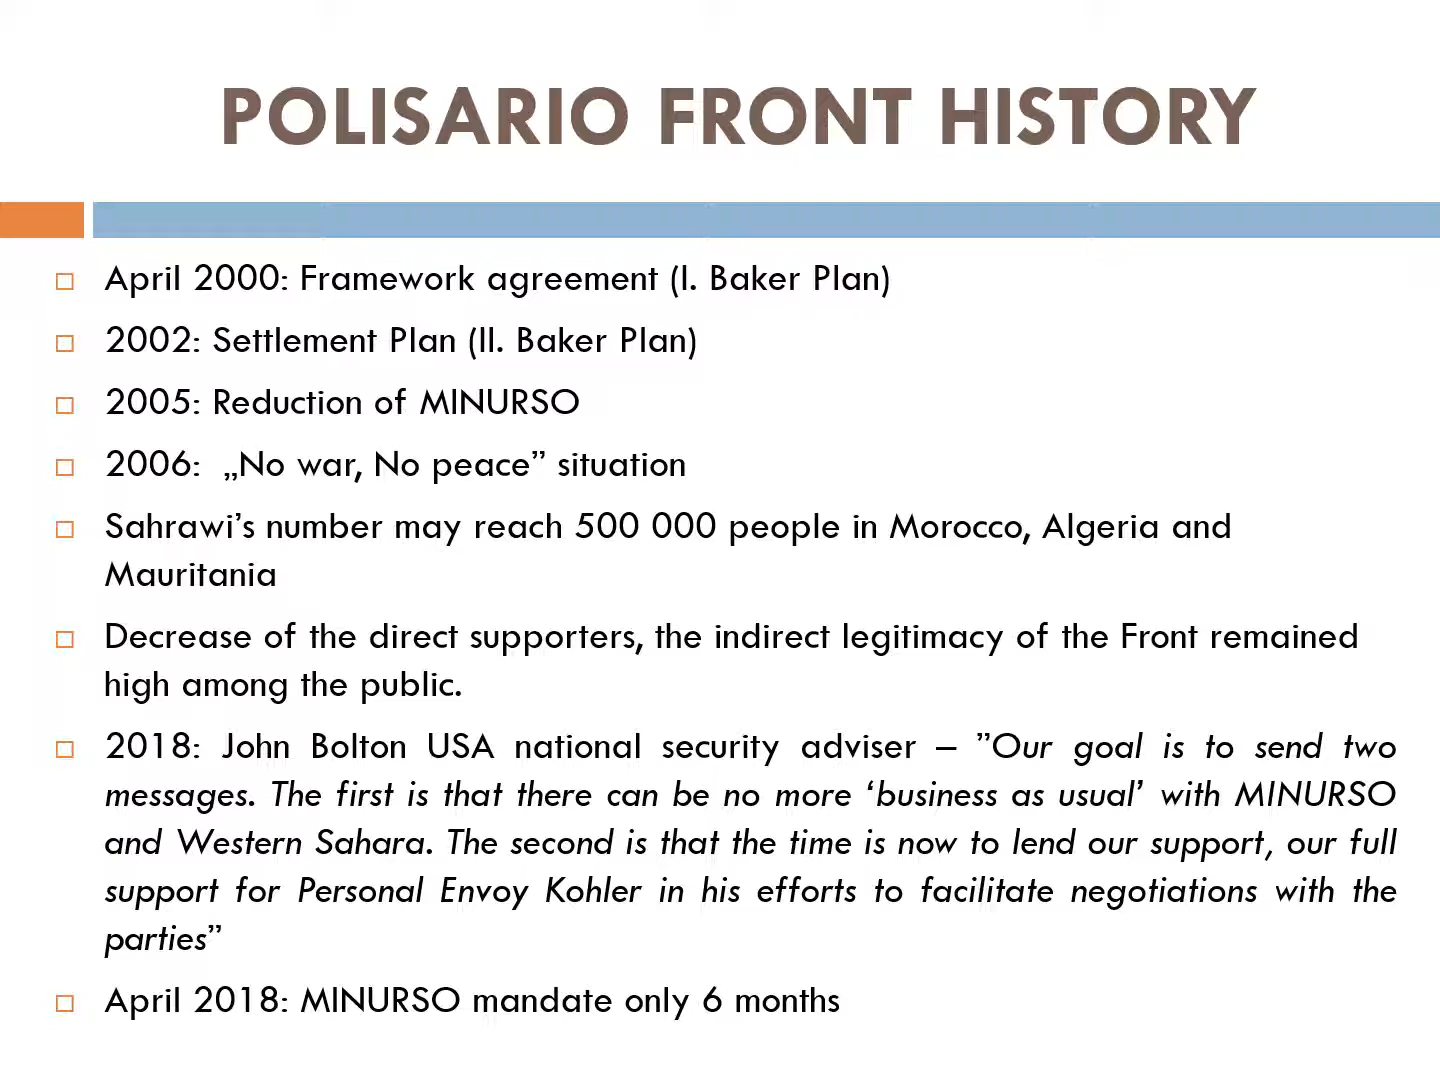 POLISARIO FRONT HISTORY
April 2000: Framework agreement (I. Baker Plan)
2002: Settlement Plan (II. Baker Plan)
2005: Reduction of MINURSO
2006: „No war, No peace” situation
Sahrawi’s number may reach 500 000 people in Morocco, Algeria and
Mauritania
Decrease of the direct supporters, the indirect legitimacy of the Front remained
high among the public.
2018: John Bolton USA national security adviser – ”Our goal is to send two
messages. The first is that there can be no more ‘business as usual’ with MINURSO
and Western Sahara. The second is that the time is now to lend our support, our full
support for Personal Envoy Kohler in his efforts to facilitate negotiations with the
parties”
April 2018: MINURSO mandate only 6 months